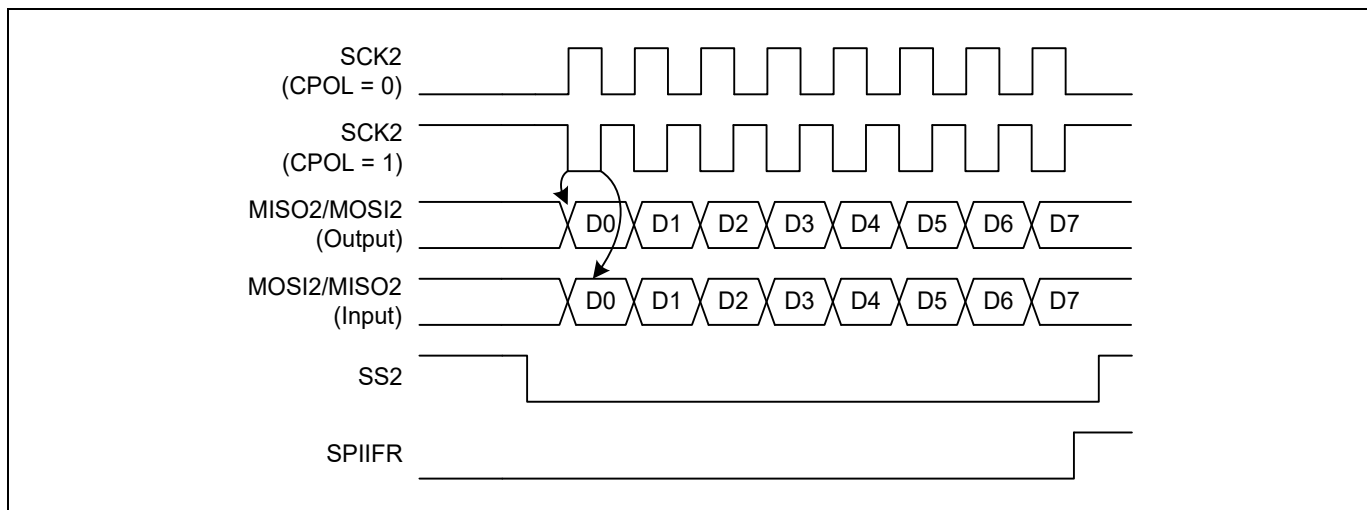 SCK2
(CPOL = 0)
SCK2
(CPOL = 1)
MISO2/MOSI2
(Output)
D0 D1 D2 D3 D4 D5 D6 D7
MOSI2/MISO2
(Input)
D0 D1 D2 D3 D4 D5 D6 D7
SS2
SPIIFR